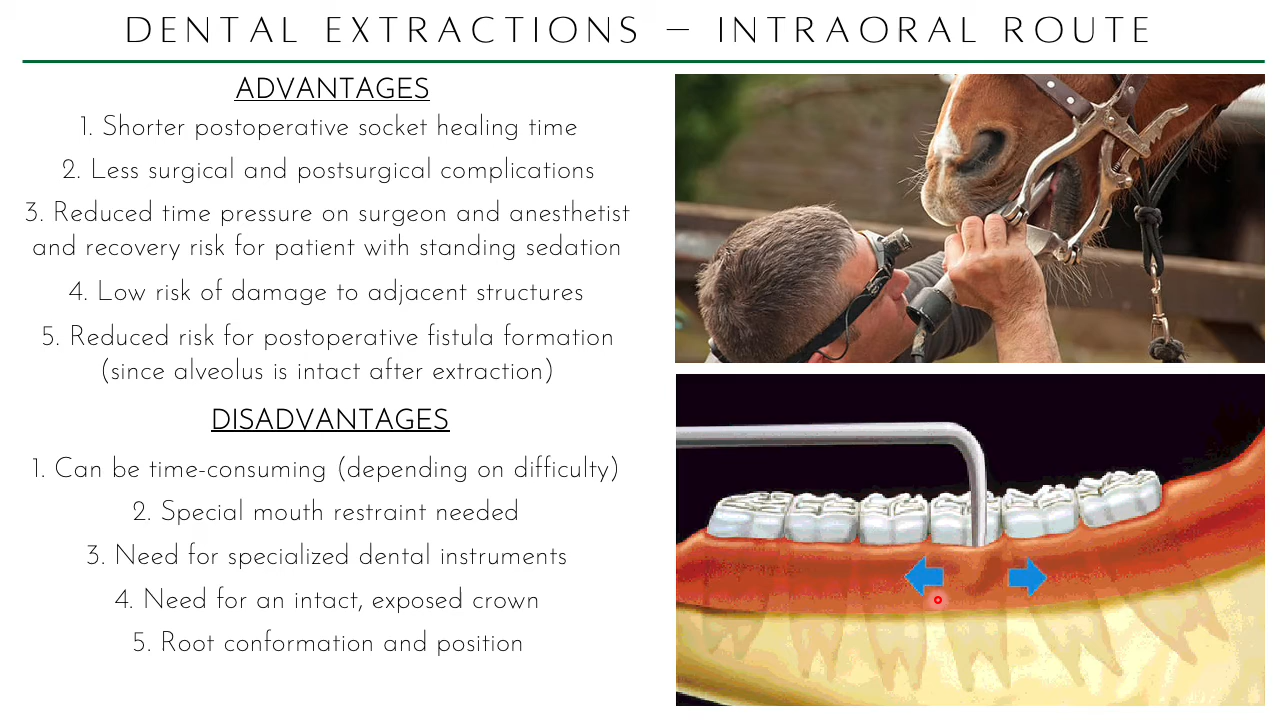 DENTAL EXTRACTIONS – INTRAORAL ROUTE
ADVANTAGES
1. Shorter postoperative socket healing time
2. Less surgical and postsurgical complications
3. Reduced time pressure on surgeon and anesthetist
and recovery risk for patient with standing sedation
4. Low risk of damage to adjacent structures
5. Reduced risk for postoperative fistula formation
(since alveolus is intact after extraction)
DISADVANTAGES
1. Can be time-consuming (depending on difficulty)
2. Special mouth restraint needed
3. Need for specialized dental instruments
4. Need for an intact, exposed crown
5. Root conformation and position